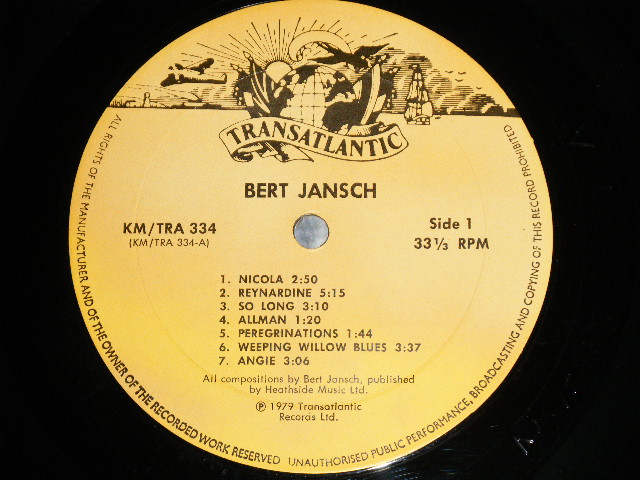 TRANSATLANTIC
BERT JANSCH
KM/TRA 334
(KM/TRA 334-A)
Side 1
33 1/3 RPM
1. NICOLA 2:50
2. REYNARDINE 5:15
3. SO LONG 3:10
4. ALLMAN 1:20
5. PEREGRINATIONS 1:44
6. WEEPING WILLOW BLUES 3:37
7. ANGIE 3:06
All compositions by Bert Jansch, published
by Heathside Music Ltd.
℗ 1979 Transatlantic
Records Ltd.
ALL RIGHTS OF THE MANUFACTURER AND OF THE OWNER OF THE RECORDED WORK RESERVED UNAUTHORISED PUBLIC PERFORMANCE, BROADCASTING AND COPYING OF THIS RECORD PROHIBITED